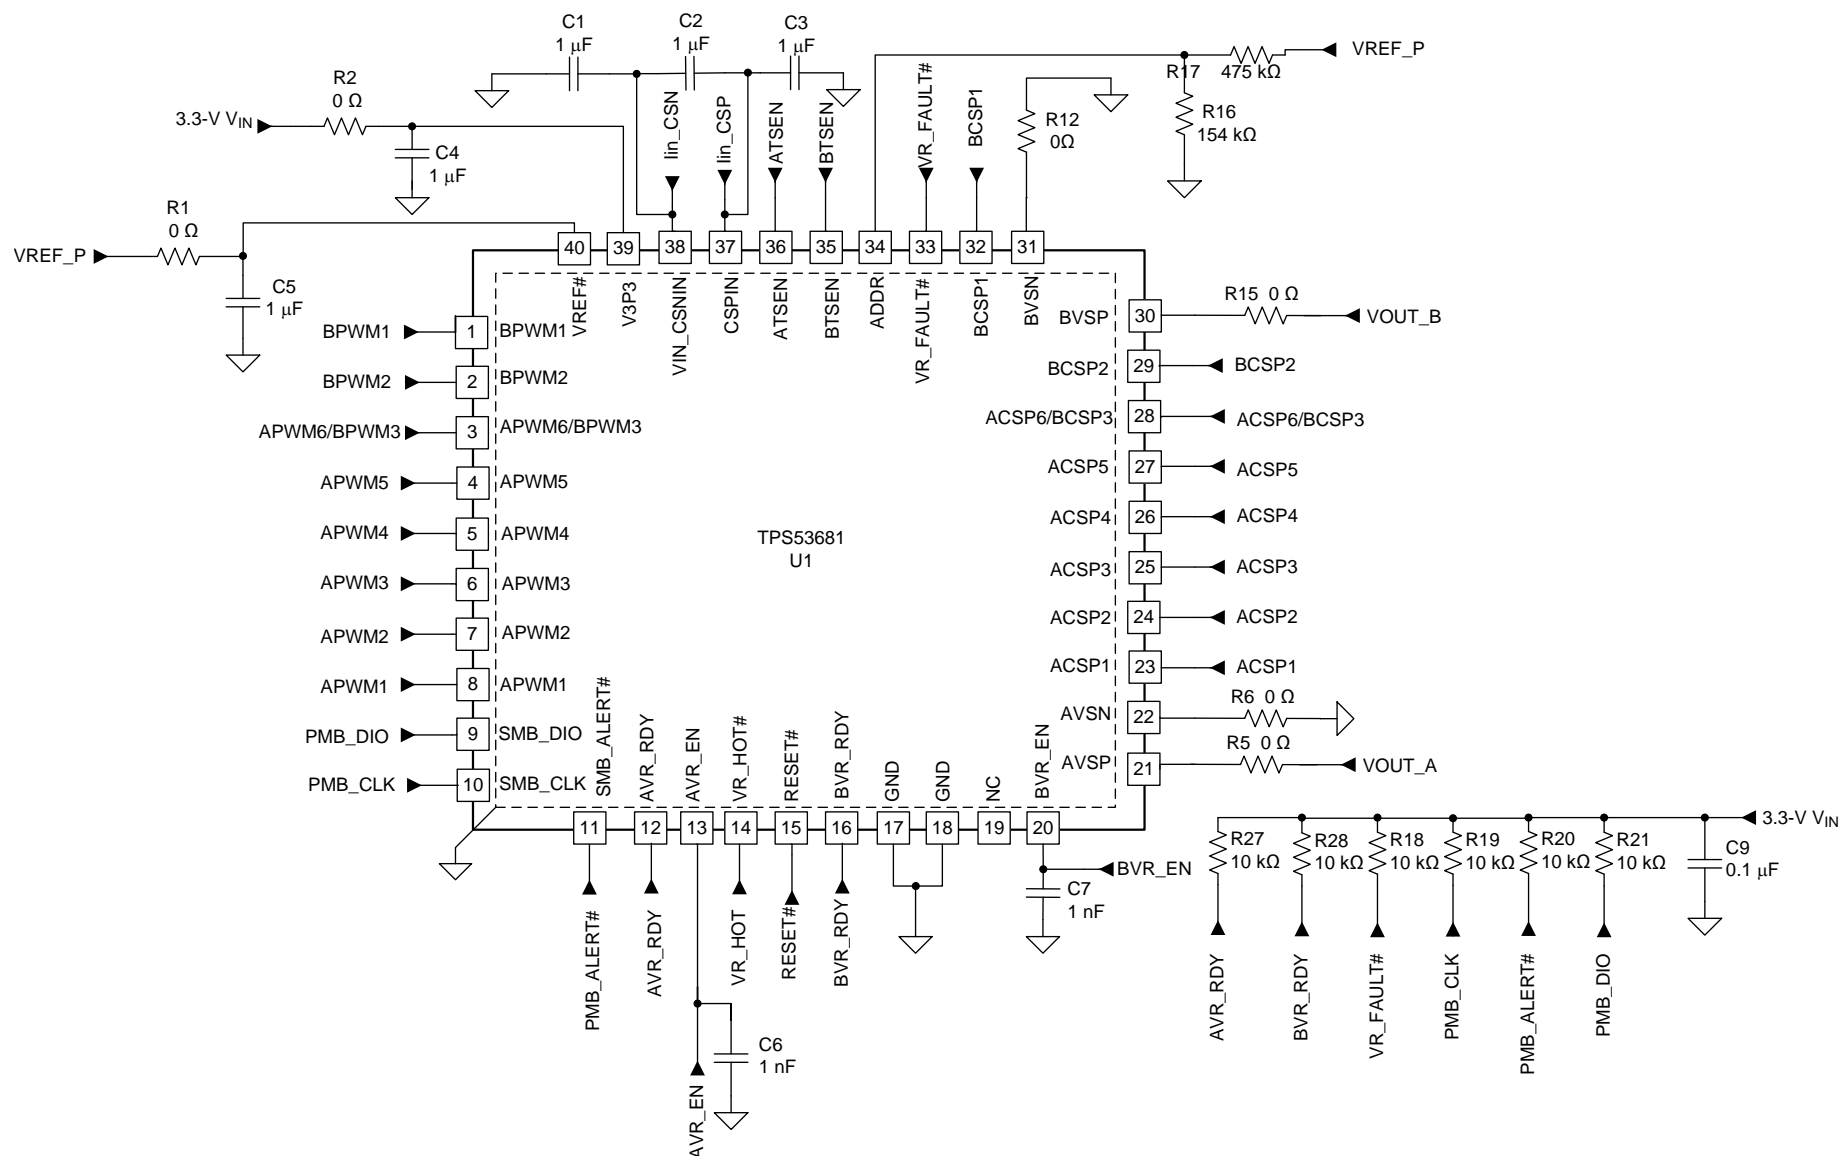 C1
1 µF
C2
1 µF
C3
1 µF
VREF_P
R17
475 kΩ
R16
154 kΩ
R2
0 Ω
3.3-V VIN
C4
1 µF
Iin_CSN
Iin_CSP
ATSEN
BTSEN
VR_FAULT#
BCSP1
R12
0Ω
R1
0 Ω
VREF_P
C5
1 µF
40
39
38
37
36
35
34
33
32
31
VREF#
V3P3
VIN_CSNIN
CSPIN
ATSEN
BTSEN
ADDR
VR_FAULT#
BCSP1
BVSN
BPWM1
1
BPWM1
BPWM2
2
BPWM2
APWM6/BPWM3
3
APWM6/BPWM3
APWM5
4
APWM5
APWM4
5
APWM4
APWM3
6
APWM3
APWM2
7
APWM2
APWM1
8
APWM1
PMB_DIO
9
SMB_DIO
PMB_CLK
10
SMB_CLK
TPS53681
U1
BVSP
30
R15 0 Ω
VOUT_B
BCSP2
29
BCSP2
ACSP6/BCSP3
28
ACSP6/BCSP3
ACSP5
27
ACSP5
ACSP4
26
ACSP4
ACSP3
25
ACSP3
ACSP2
24
ACSP2
ACSP1
23
ACSP1
AVSN
22
R6 0 Ω
AVSP
21
R5 0 Ω
VOUT_A
SMB_ALERT#
AVR_RDY
AVR_EN
VR_HOT#
RESET#
BVR_RDY
GND
GND
NC
BVR_EN
11
12
13
14
15
16
17
18
19
20
PMB_ALERT#
AVR_RDY
AVR_EN
VR_HOT
RESET#
BVR_RDY
BVR_EN
C7
1 nF
C6
1 nF
3.3-V VIN
R27
10 kΩ
R28
10 kΩ
R18
10 kΩ
R19
10 kΩ
R20
10 kΩ
R21
10 kΩ
C9
0.1 µF
AVR_RDY
BVR_RDY
VR_FAULT#
PMB_CLK
PMB_ALERT#
PMB_DIO